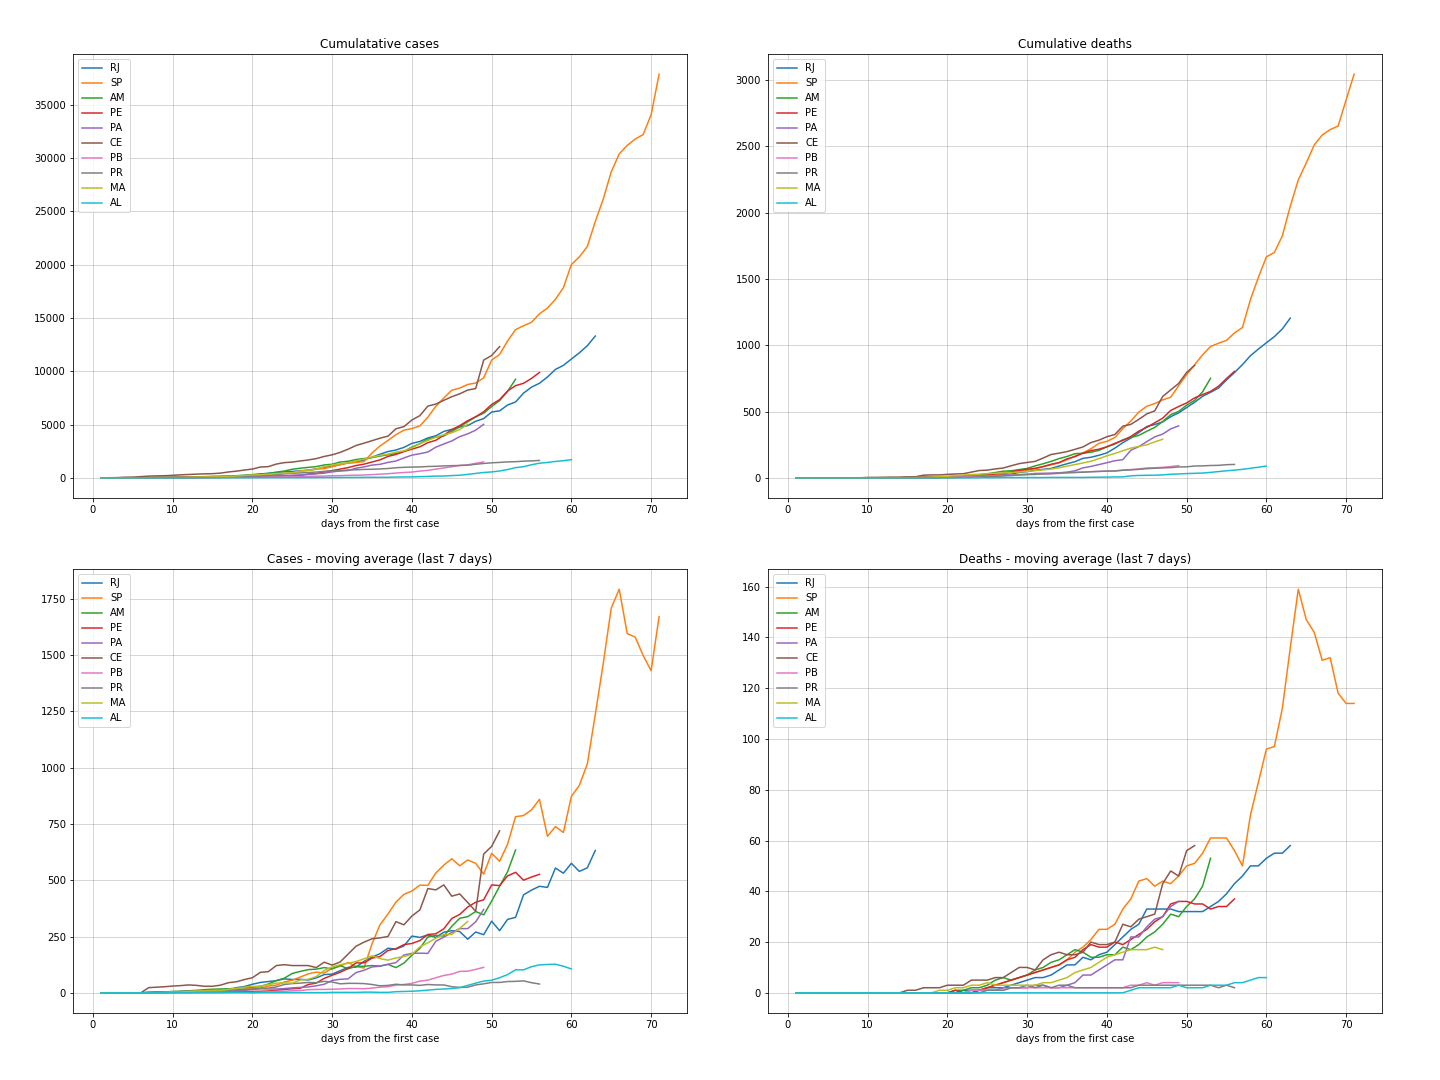 Cumulatative cases
RJ
SP
AM
PE
PA
CE
PB
PR
MA
AL
35000
30000
25000
20000
15000
10000
5000
0
0 10 20 30 40 50 60 70
days from the first case
Cumulative deaths
RJ
SP
AM
PE
PA
CE
PB
PR
MA
AL
3000
2500
2000
1500
1000
500
0
0 10 20 30 40 50 60 70
days from the first case
Cases - moving average (last 7 days)
RJ
SP
AM
PE
PA
CE
PB
PR
MA
AL
1750
1500
1250
1000
750
500
250
0
0 10 20 30 40 50 60 70
days from the first case
Deaths - moving average (last 7 days)
RJ
SP
AM
PE
PA
CE
PB
PR
MA
AL
160
140
120
100
80
60
40
20
0
0 10 20 30 40 50 60 70
days from the first case